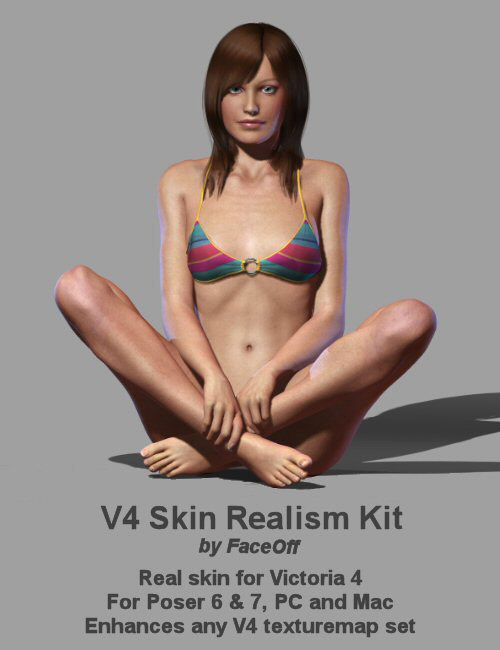 V4 Skin Realism Kit
by FaceOff
Real skin for Victoria 4
For Poser 6 & 7, PC and Mac
Enhances any V4 texturemap set